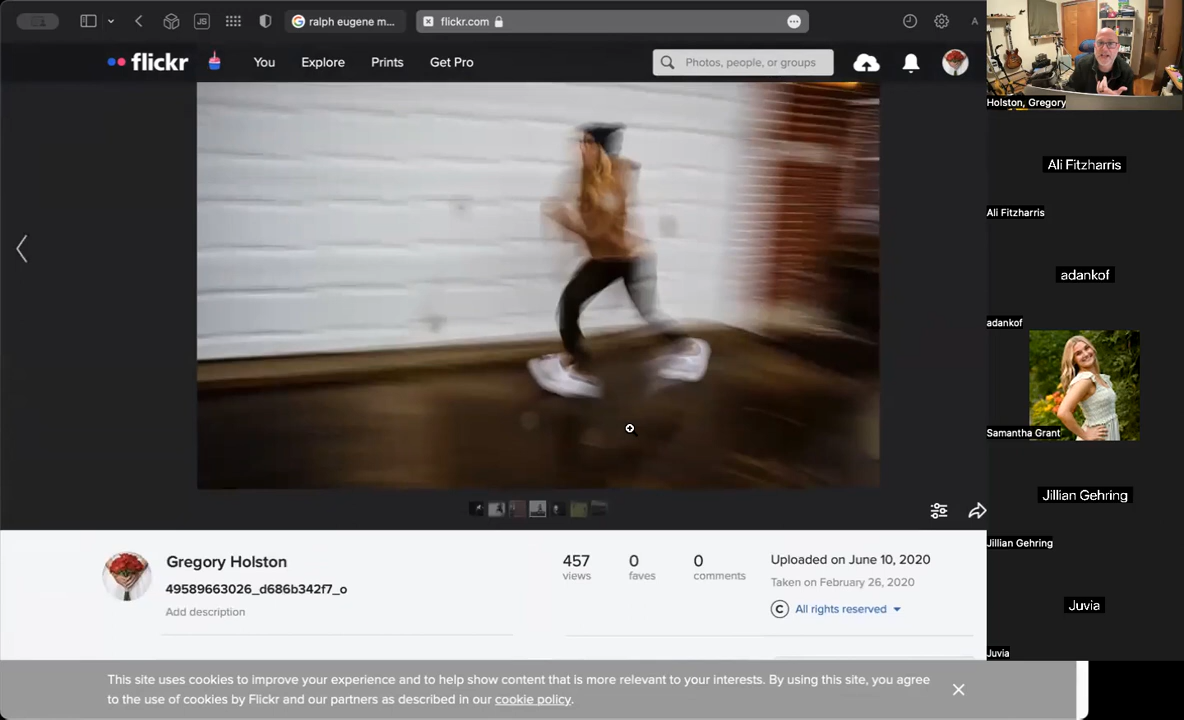 JS
ralph eugene m...
flickr.com
A
flickr
You
Explore
Prints
Get Pro
Photos, people, or groups
Gregory Holston
49589663026_d686b342f7_o
Add description
457
views
0
faves
0
comments
Uploaded on June 10, 2020
Taken on February 26, 2020
C All rights reserved
This site uses cookies to improve your experience and to help show content that is more relevant to your interests. By using this site, you agree
to the use of cookies by Flickr and our partners as described in our cookie policy.
Holston, Gregory
Ali Fitzharris
Ali Fitzharris
adankof
adankof
Samantha Grant
Jillian Gehring
Jillian Gehring
Juvia
Juvia